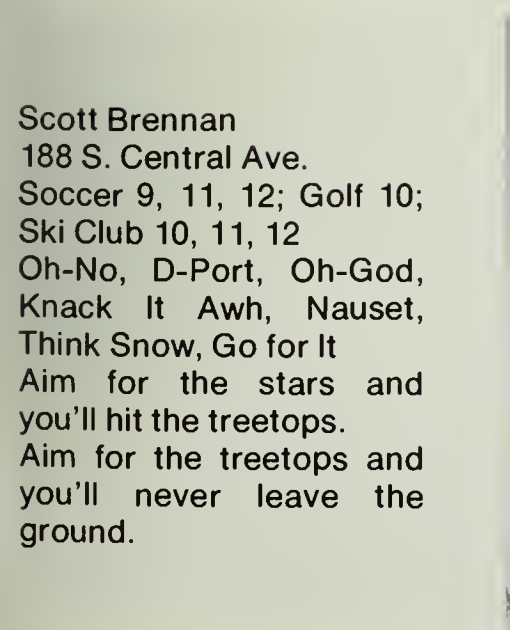 Scott Brennan
188 S. Central Ave.
Soccer 9, 11, 12; Golf 10;
Ski Club 10, 11, 12
Oh-No, D-Port, Oh-God,
Knack It Awh, Nauset,
Think Snow, Go for It
Aim for the stars and
you'll hit the treetops.
Aim for the treetops and
you'll never leave the
ground.